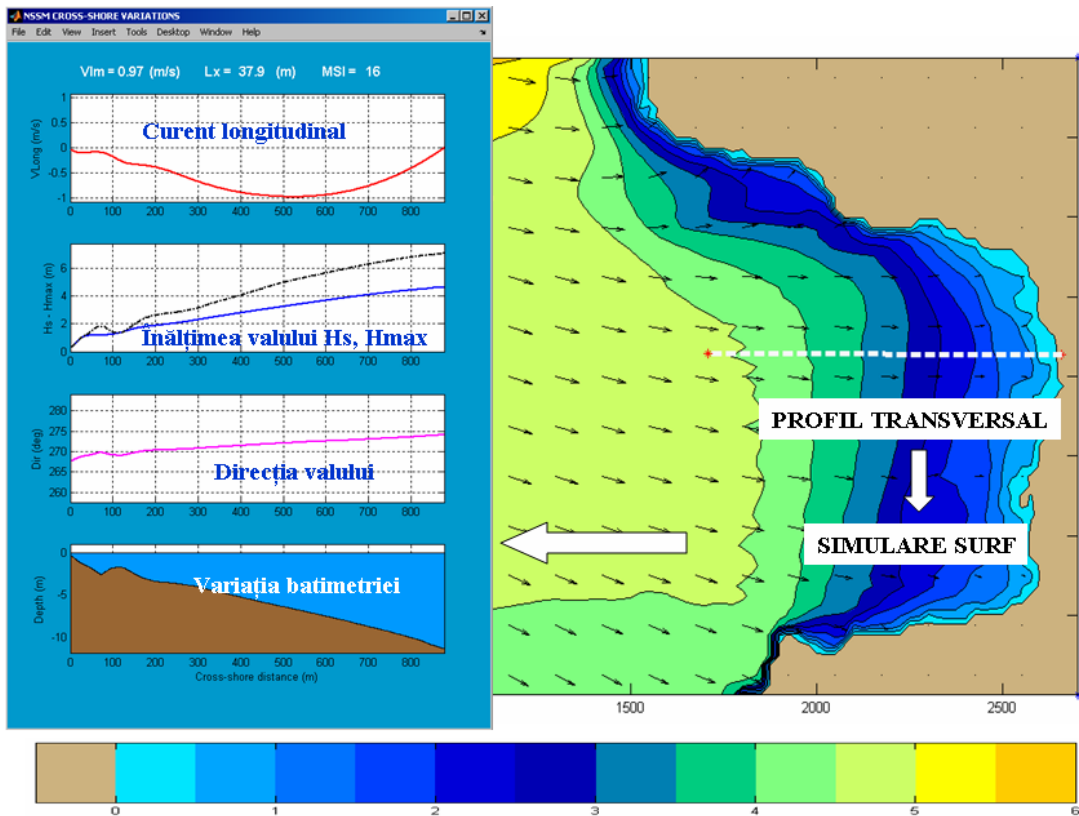 NSSM CROSS-SHORE VARIATIONS
File Edit View Insert Tools Desktop Window Help
Vlm = 0.97 (m/s) Lx = 37.9 (m) MSI = 16
1
0.5
0
-0.5
-1
VLong (m/s)
Curent longitudinal
0 100 200 300 400 500 600 700 800
6
4
2
0
Hs - Hmax (m)
Inălțimea valului Hs, Hmax
0 100 200 300 400 500 600 700 800
280
275
270
265
260
Dir (deg)
Direcția valului
0 100 200 300 400 500 600 700 800
0
-5
-10
Depth (m)
Variația batimetriei
0 100 200 300 400 500 600 700 800
Cross-shore distance (m)
PROFIL TRANSVERSAL
SIMULARE SURF
1500 2000 2500
0 1 2 3 4 5 6